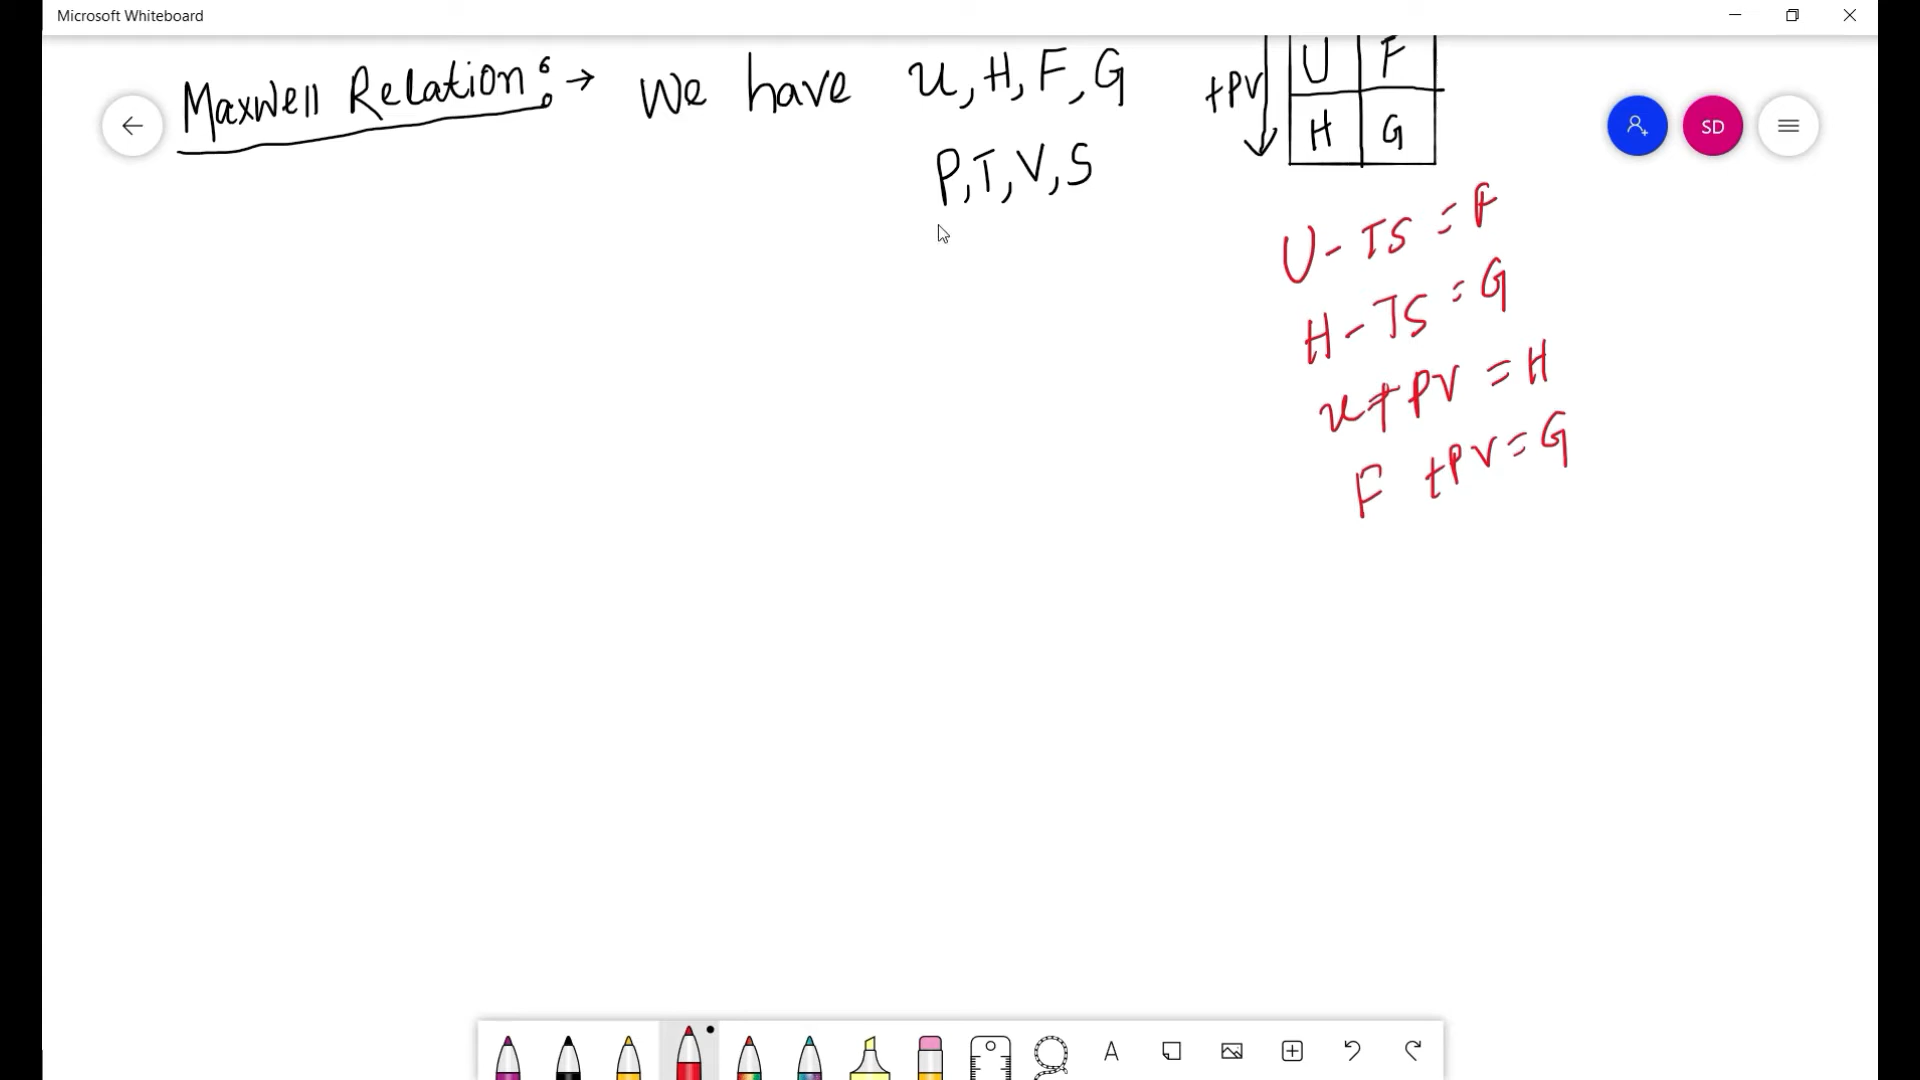 Microsoft Whiteboard
Maxwell Relation: → We have u, H, F, G
P, T, V, S
+PV
U F
H G
SD
U - TS = F
H - TS = G
u + PV = H
F +PV = G
A